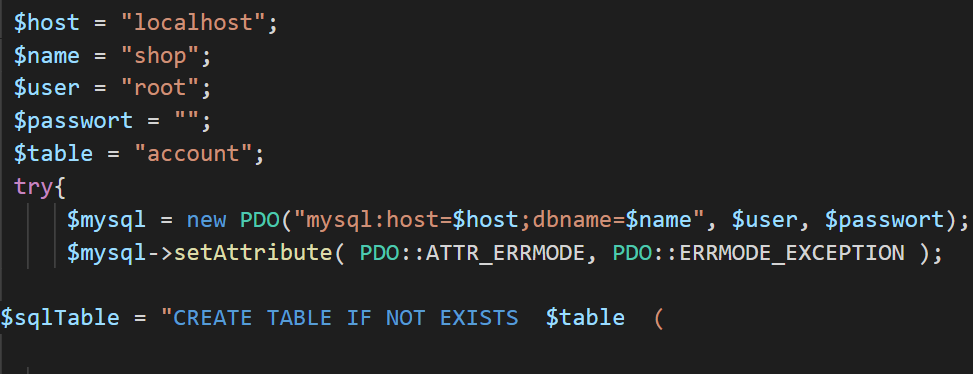 $host = "localhost";
$name = "shop";
$user = "root";
$passwort = "";
$table = "account";
try{
$mysql = new PDO("mysql:host=$host;dbname=$name", $user, $passwort);
$mysql->setAttribute( PDO::ATTR_ERRMODE, PDO::ERRMODE_EXCEPTION );
$sqlTable = "CREATE TABLE IF NOT EXISTS  $table  (